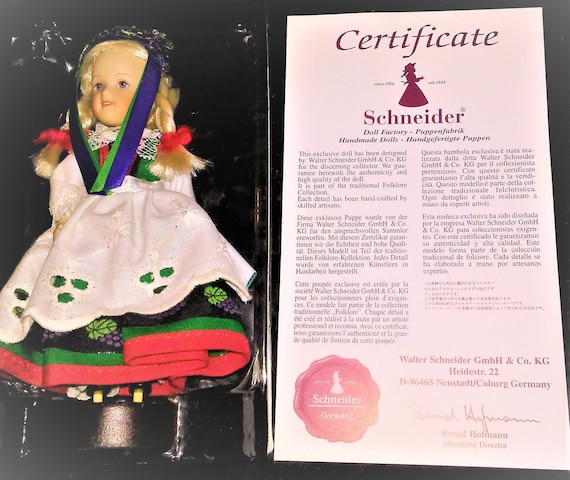 Certificate
since 1954
seit 1954
Schneider®
Doll Factory - Puppenfabrik
Handmade Dolls - Handgefertigte Puppen
This exclusive doll has been designed
by Walter Schneider GmbH & Co. KG
for the discerning collector. We gua-
rantee herewith the authenticity and
high quality of the doll.
It is part of the traditional Folklore
Collection.
Each detail has been hand-crafted by
skilled artisans.
Diese exklusive Puppe wurde von der
Firma Walter Schneider GmbH & Co.
KG für den anspruchsvollen Sammler
entworfen. Mit diesem Zertifikat garan-
tieren wir die Echtheit und hohe Quali-
tät. Dieses Modell ist Teil der traditio-
nellen Folklore-Kollektion. Jedes Detail
wurde von erfahrenen Künstlern in
Handarbeit hergestellt.
Cette poupée exclusive est créée par la
société Walter Schneider GmbH & Co. KG
pour les collectionneurs plein d'exigen-
ces. Ce modèle fait partie de la collection
traditionnelle „Folklore". Chaque détail a
été créé et réalisé à la main par un artiste
professionel et reconnu. Avec ce certificat,
nous garantissons l'authenticité et la gran-
de qualité de finition de cette poupée.
Questa bambola esclusiva è stata rea-
lizzata dalla ditta Walter Schneider
GmbH & Co. KG per il collezionista
pretenzioso. Con questo certificato
garantiamo l'alta qualità e la veridi-
cità. Questo modello è parte della co-
lezione tradizionale folcloristica.
Ogni dettaglio è stato realizzato a
mano da esperti artisti.
Esta muñeca exclusiva ha sido diseñada
por la empresa Walter Schneider GmbH
& Co. KG para coleccionistas exigen-
tes. Con este certificado le garantizamos
su autenticidad y alta calidad. Este
modelo forma parte de la colección
tradicional de folclore. Cada detalle se
ha elaborado a mano por artesanos
expertos.
Walter Schneider GmbH & Co. KG
Heidestr. 22
D-96465 Neustadt/Coburg Germany
Schneider
Germany
Bernd Hofmann
Bernd Hofmann
Managing Director